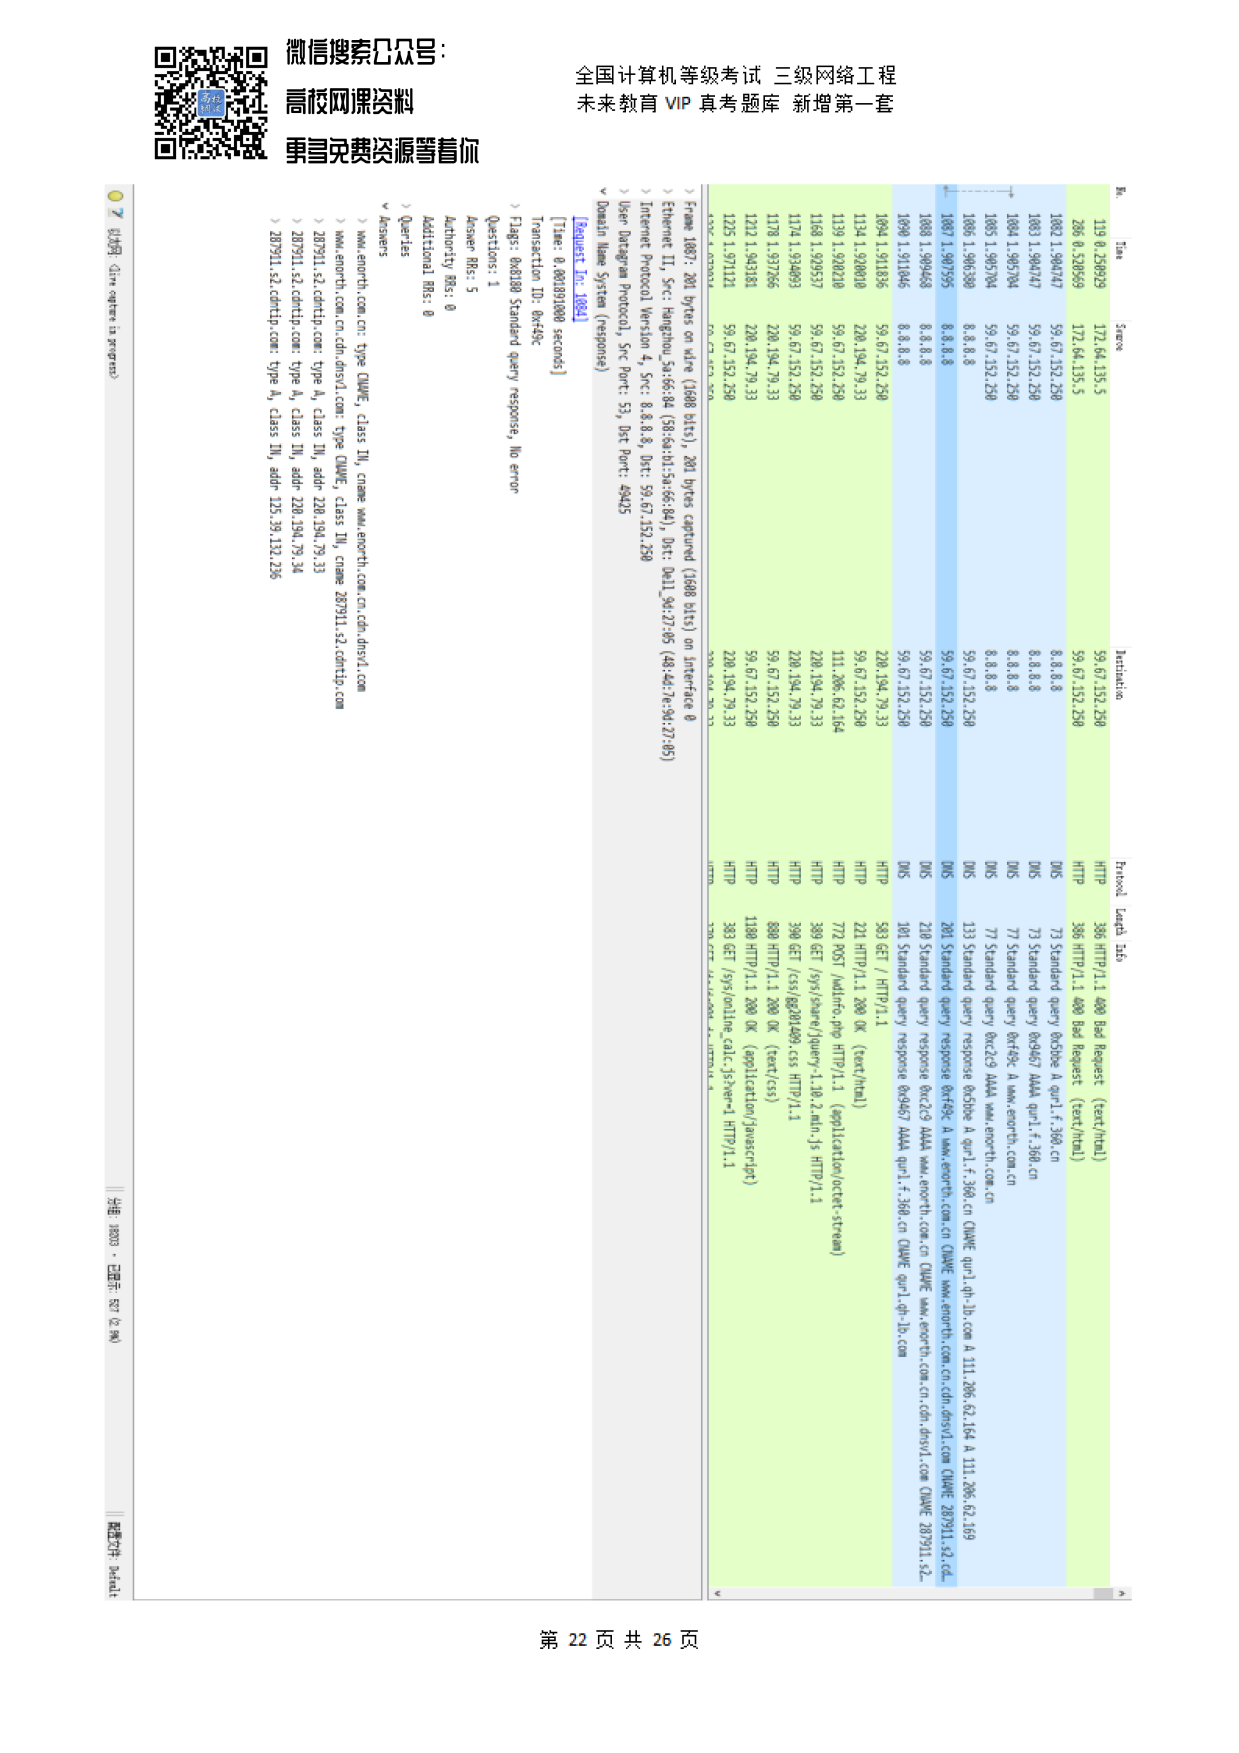 微信搜索公众号：
高校网课资料
更多免费资源等着你
全国计算机等级考试 三级网络工程
未来教育 VIP 真考题库 新增第一套
No. Time Source Destination Protocol Length Info
119 0.250929 172.64.135.5 59.67.152.250 HTTP 386 HTTP/1.1 400 Bad Request (text/html)
286 0.520569 172.64.135.5 59.67.152.250 HTTP 386 HTTP/1.1 400 Bad Request (text/html)
1082 1.904747 59.67.152.250 8.8.8.8 DNS 73 Standard query 0x5bbe A qurl.f.360.cn
1083 1.904747 59.67.152.250 8.8.8.8 DNS 73 Standard query 0x9467 AAAA qurl.f.360.cn
1084 1.905704 59.67.152.250 8.8.8.8 DNS 77 Standard query 0xf49c A www.enorth.com.cn
1085 1.905704 59.67.152.250 8.8.8.8 DNS 77 Standard query 0xc2c9 AAAA www.enorth.com.cn
1086 1.906380 8.8.8.8 59.67.152.250 DNS 133 Standard query response 0x5bbe A qurl.f.360.cn CNAME qurl.qh-lb.com A 111.206.62.164 A 111.206.62.169
1087 1.907595 8.8.8.8 59.67.152.250 DNS 201 Standard query response 0xf49c A www.enorth.com.cn CNAME www.enorth.com.cn.cdn.dnsv1.com CNAME 287911.s2.cd…
1088 1.909468 8.8.8.8 59.67.152.250 DNS 210 Standard query response 0xc2c9 AAAA www.enorth.com.cn CNAME www.enorth.com.cn.cdn.dnsv1.com CNAME 287911.s2…
1090 1.911046 8.8.8.8 59.67.152.250 DNS 101 Standard query response 0x9467 AAAA qurl.f.360.cn CNAME qurl.qh-lb.com
1094 1.911836 59.67.152.250 220.194.79.33 HTTP 583 GET / HTTP/1.1
1134 1.920010 220.194.79.33 59.67.152.250 HTTP 221 HTTP/1.1 200 OK (text/html)
1139 1.920210 59.67.152.250 111.206.62.164 HTTP 772 POST /wdinfo.php HTTP/1.1 (application/octet-stream)
1168 1.929537 59.67.152.250 220.194.79.33 HTTP 389 GET /sys/share/jquery-1.10.2.min.js HTTP/1.1
1174 1.934093 59.67.152.250 220.194.79.33 HTTP 390 GET /css/gg201409.css HTTP/1.1
1178 1.937266 220.194.79.33 59.67.152.250 HTTP 880 HTTP/1.1 200 OK (text/css)
1212 1.943181 220.194.79.33 59.67.152.250 HTTP 1180 HTTP/1.1 200 OK (application/javascript)
1225 1.971121 59.67.152.250 220.194.79.33 HTTP 383 GET /sys/online_calc.js?ver=1 HTTP/1.1
Frame 1087: 201 bytes on wire (1608 bits), 201 bytes captured (1608 bits) on interface 0
Ethernet II, Src: Hangzhou_5a:66:84 (58:6a:b1:5a:66:84), Dst: Dell_9d:27:05 (48:4d:7e:9d:27:05)
Internet Protocol Version 4, Src: 8.8.8.8, Dst: 59.67.152.250
User Datagram Protocol, Src Port: 53, Dst Port: 49425
Domain Name System (response)
[Request In: 1084]
[Time: 0.001891000 seconds]
Transaction ID: 0xf49c
Flags: 0x8180 Standard query response, No error
Questions: 1
Answer RRs: 5
Authority RRs: 0
Additional RRs: 0
Queries
Answers
www.enorth.com.cn: type CNAME, class IN, cname www.enorth.com.cn.cdn.dnsv1.com
www.enorth.com.cn.cdn.dnsv1.com: type CNAME, class IN, cname 287911.s2.cdntip.com
287911.s2.cdntip.com: type A, class IN, addr 220.194.79.33
287911.s2.cdntip.com: type A, class IN, addr 220.194.79.34
287911.s2.cdntip.com: type A, class IN, addr 125.39.132.236
以太网: <live capture in progress> 分组: 18203 · 已显示: 527 (2.9%) 配置文件: Default
第 22 页 共 26 页